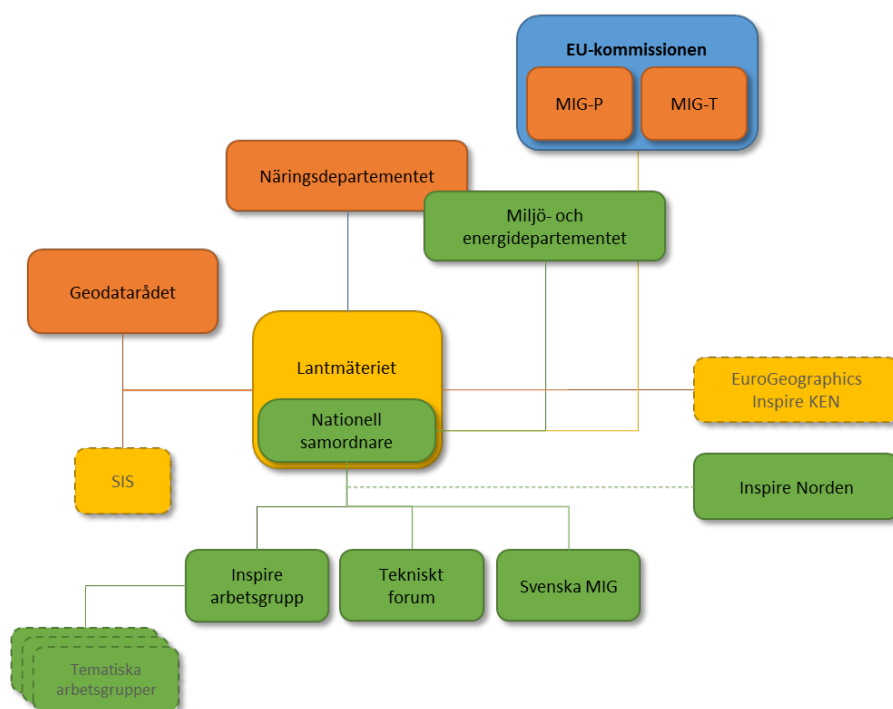 EU-kommissionen
MIG-P
MIG-T
Näringsdepartementet
Miljö- och
energidepartementet
Geodatarådet
Lantmäteriet
Nationell
samordnare
EuroGeographics
Inspire KEN
SIS
Inspire Norden
Inspire
arbetsgrupp
Tekniskt
forum
Svenska MIG
Tematiska
arbetsgrupper